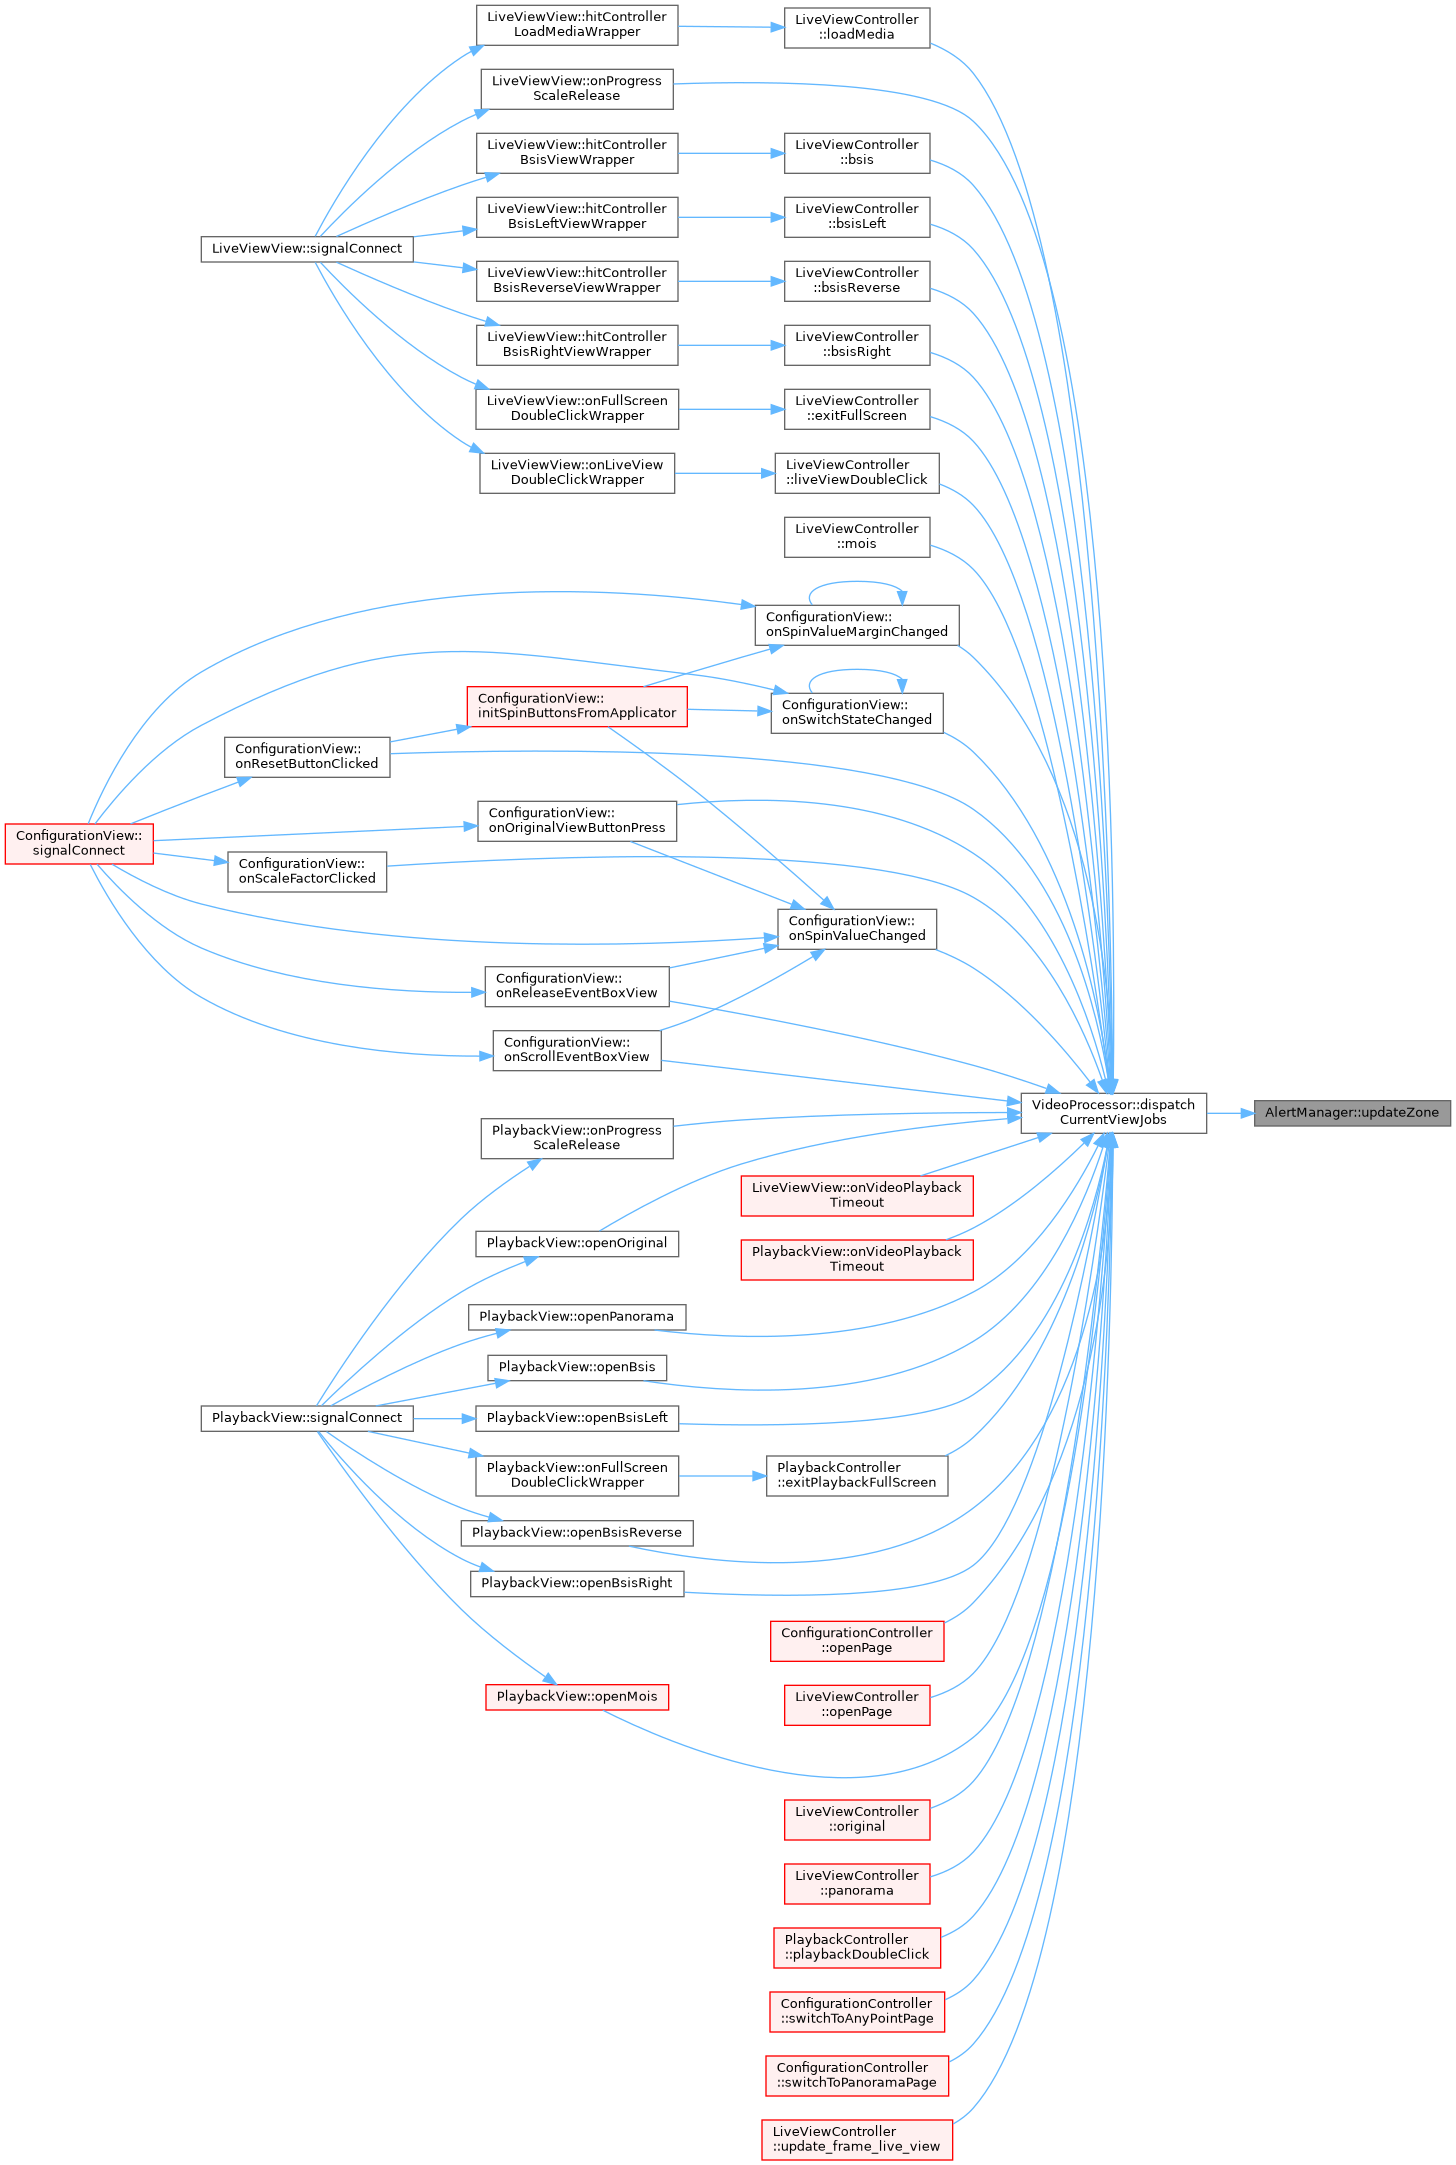 LiveViewView::hitController
LoadMediaWrapper
LiveViewController
::loadMedia
LiveViewView::onProgress
ScaleRelease
LiveViewView::hitController
BsisViewWrapper
LiveViewController
::bsis
LiveViewView::hitController
BsisLeftViewWrapper
LiveViewController
::bsisLeft
LiveViewView::signalConnect
LiveViewView::hitController
BsisReverseViewWrapper
LiveViewController
::bsisReverse
LiveViewView::hitController
BsisRightViewWrapper
LiveViewController
::bsisRight
LiveViewView::onFullScreen
DoubleClickWrapper
LiveViewController
::exitFullScreen
LiveViewView::onLiveView
DoubleClickWrapper
LiveViewController
::liveViewDoubleClick
LiveViewController
::mois
ConfigurationView::
onSpinValueMarginChanged
ConfigurationView::
initSpinButtonsFromApplicator
ConfigurationView::
onSwitchStateChanged
ConfigurationView::
onResetButtonClicked
ConfigurationView::
onOriginalViewButtonPress
ConfigurationView::
signalConnect
ConfigurationView::
onScaleFactorClicked
ConfigurationView::
onSpinValueChanged
ConfigurationView::
onReleaseEventBoxView
ConfigurationView::
onScrollEventBoxView
VideoProcessor::dispatch
CurrentViewJobs
AlertManager::updateZone
PlaybackView::onProgress
ScaleRelease
LiveViewView::onVideoPlayback
Timeout
PlaybackView::openOriginal
PlaybackView::onVideoPlayback
Timeout
PlaybackView::openPanorama
PlaybackView::openBsis
PlaybackView::signalConnect
PlaybackView::openBsisLeft
PlaybackView::onFullScreen
DoubleClickWrapper
PlaybackController
::exitPlaybackFullScreen
PlaybackView::openBsisReverse
PlaybackView::openBsisRight
ConfigurationController
::openPage
PlaybackView::openMois
LiveViewController
::openPage
LiveViewController
::original
LiveViewController
::panorama
PlaybackController
::playbackDoubleClick
ConfigurationController
::switchToAnyPointPage
ConfigurationController
::switchToPanoramaPage
LiveViewController
::update_frame_live_view